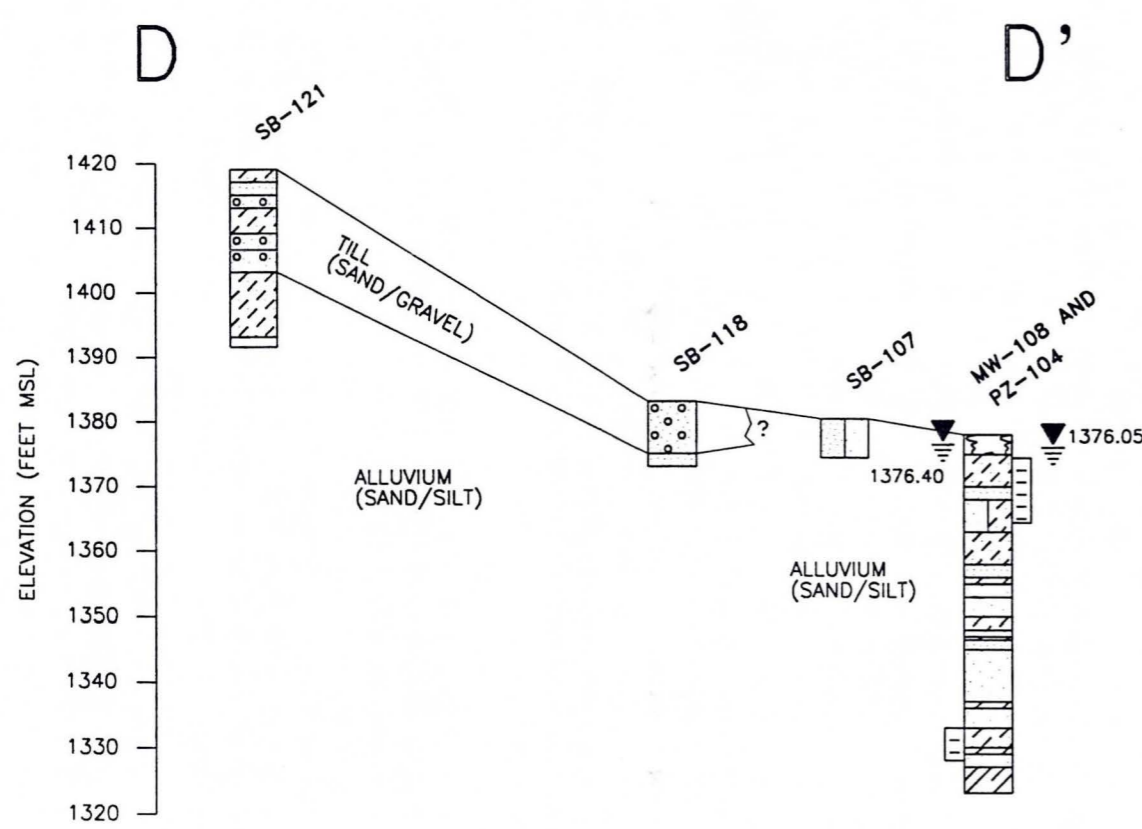 D
D'
SB-121
SB-118
SB-107
MW-108 AND
PZ-104
ELEVATION (FEET MSL)
1420
1410
1400
1390
1380
1370
1360
1350
1340
1330
1320
TILL
(SAND/GRAVEL)
?
1376.40
1376.05
ALLUVIUM
(SAND/SILT)
ALLUVIUM
(SAND/SILT)